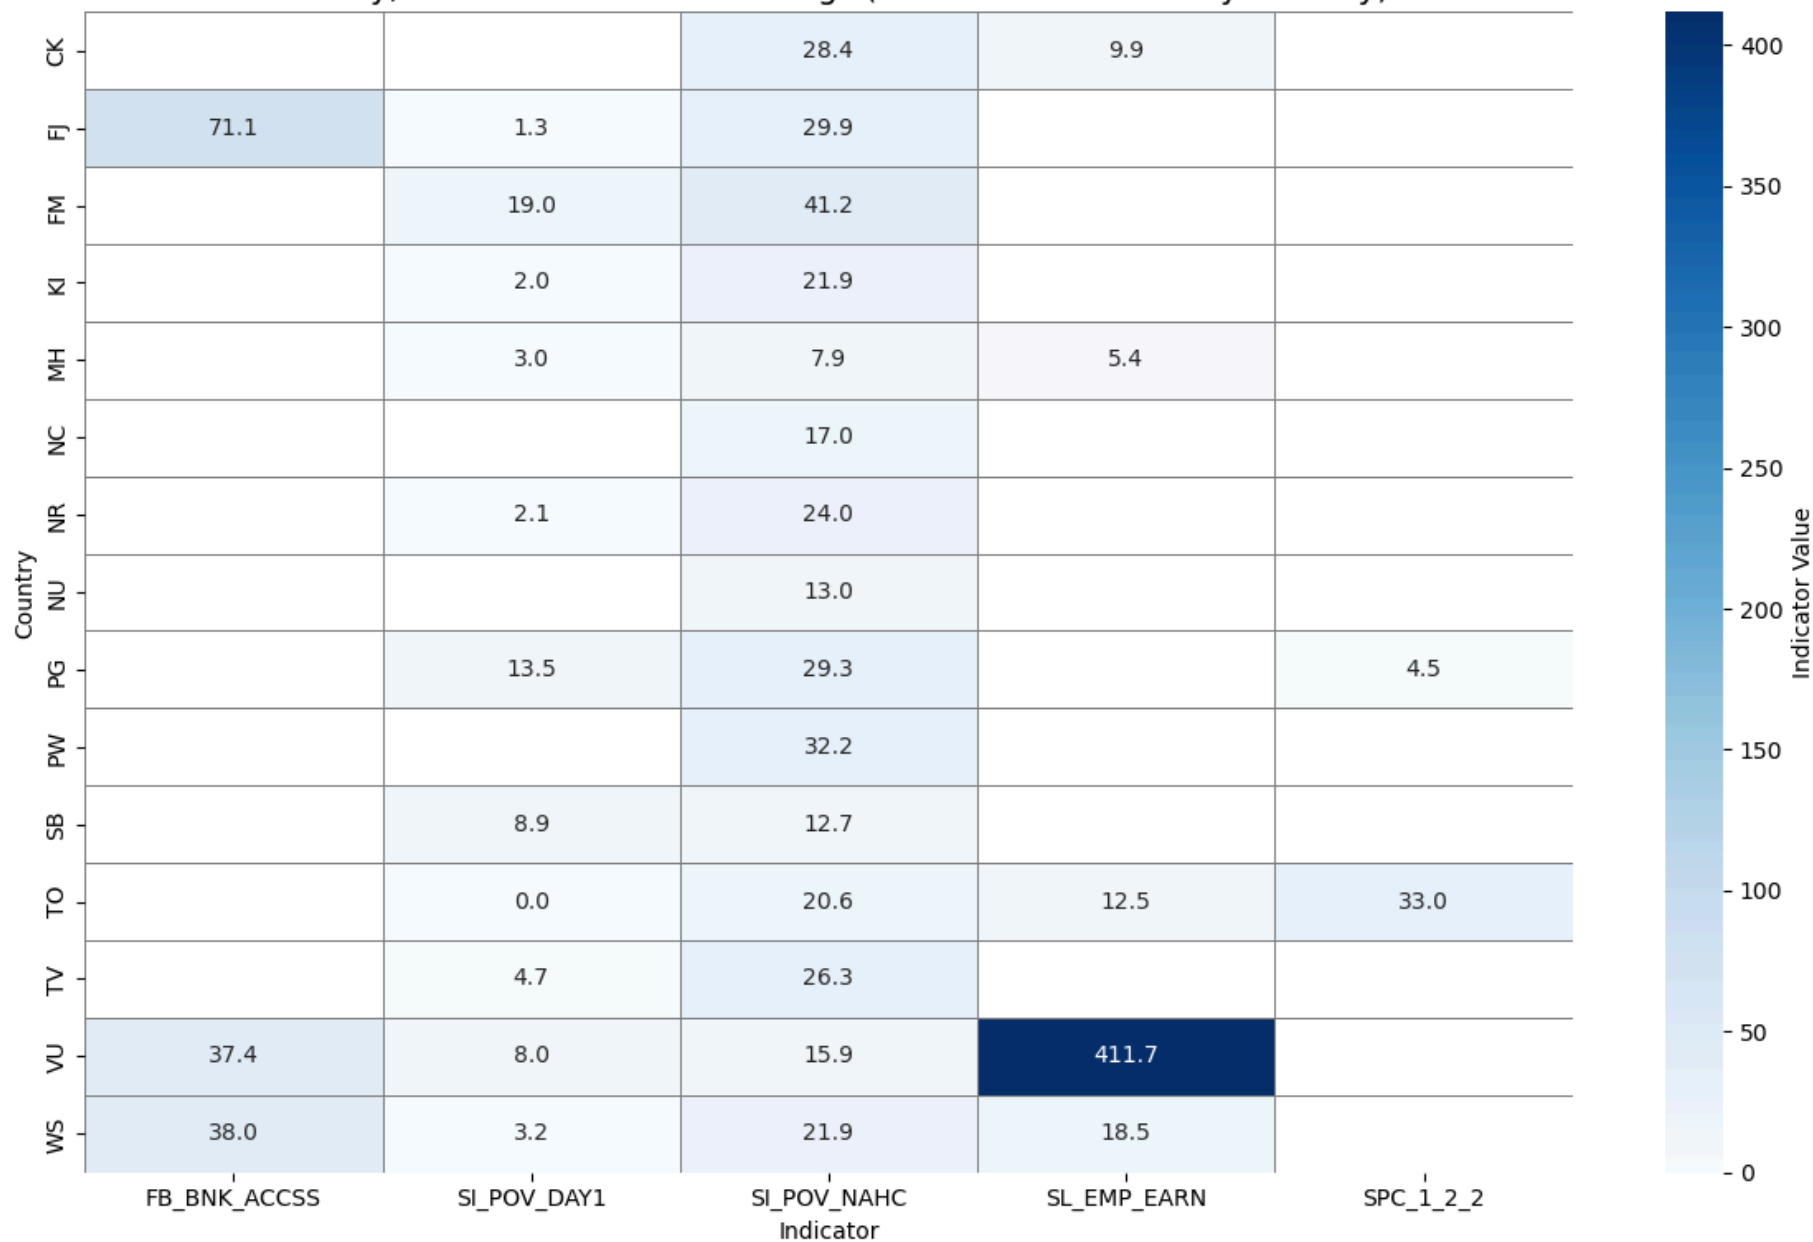 CK 28.4 9.9
FJ 71.1 1.3 29.9
FM 19.0 41.2
KI 2.0 21.9
MH 3.0 7.9 5.4
NC 17.0
NR 2.1 24.0
NU 13.0
PG 13.5 29.3 4.5
PW 32.2
SB 8.9 12.7
TO 0.0 20.6 12.5 33.0
TV 4.7 26.3
VU 37.4 8.0 15.9 411.7
WS 38.0 3.2 21.9 18.5
Country
FB_BNK_ACCSS SI_POV_DAY1 SI_POV_NAHC SL_EMP_EARN SPC_1_2_2
Indicator
400
350
300
250
200
150
100
50
0
Indicator Value